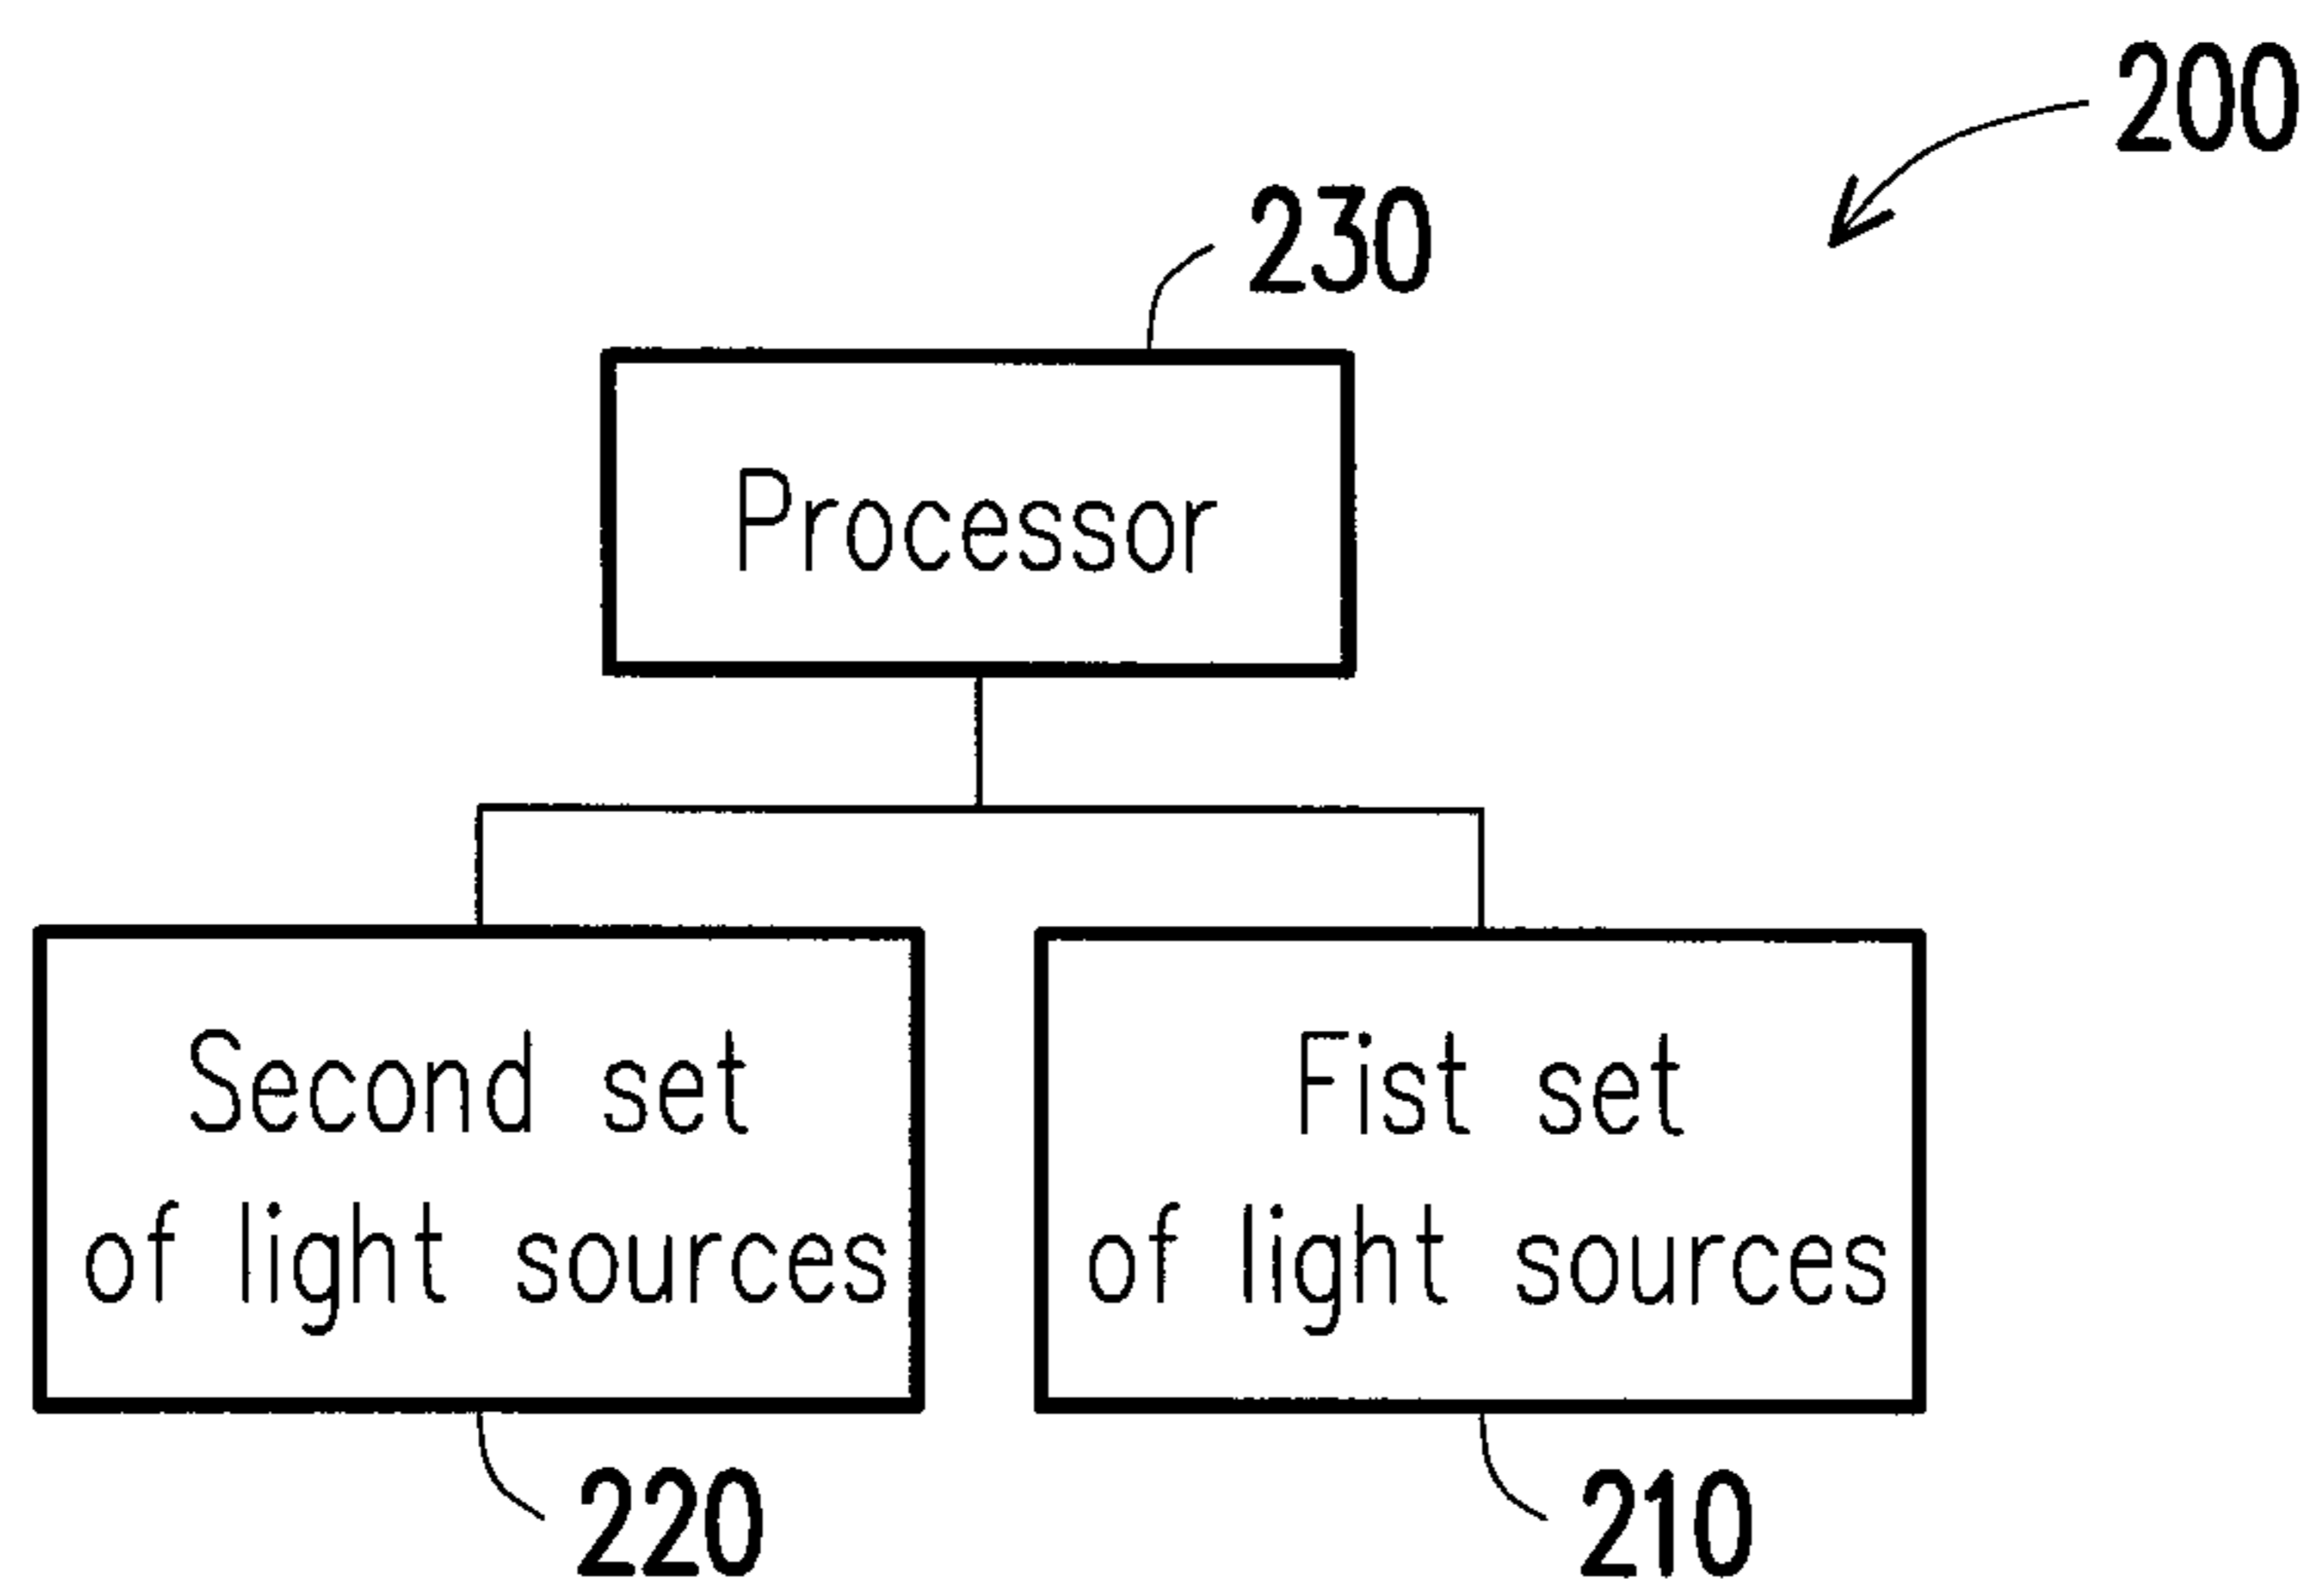 200
230
Processor
Second set
of light sources
Fist set
of light sources
220
210